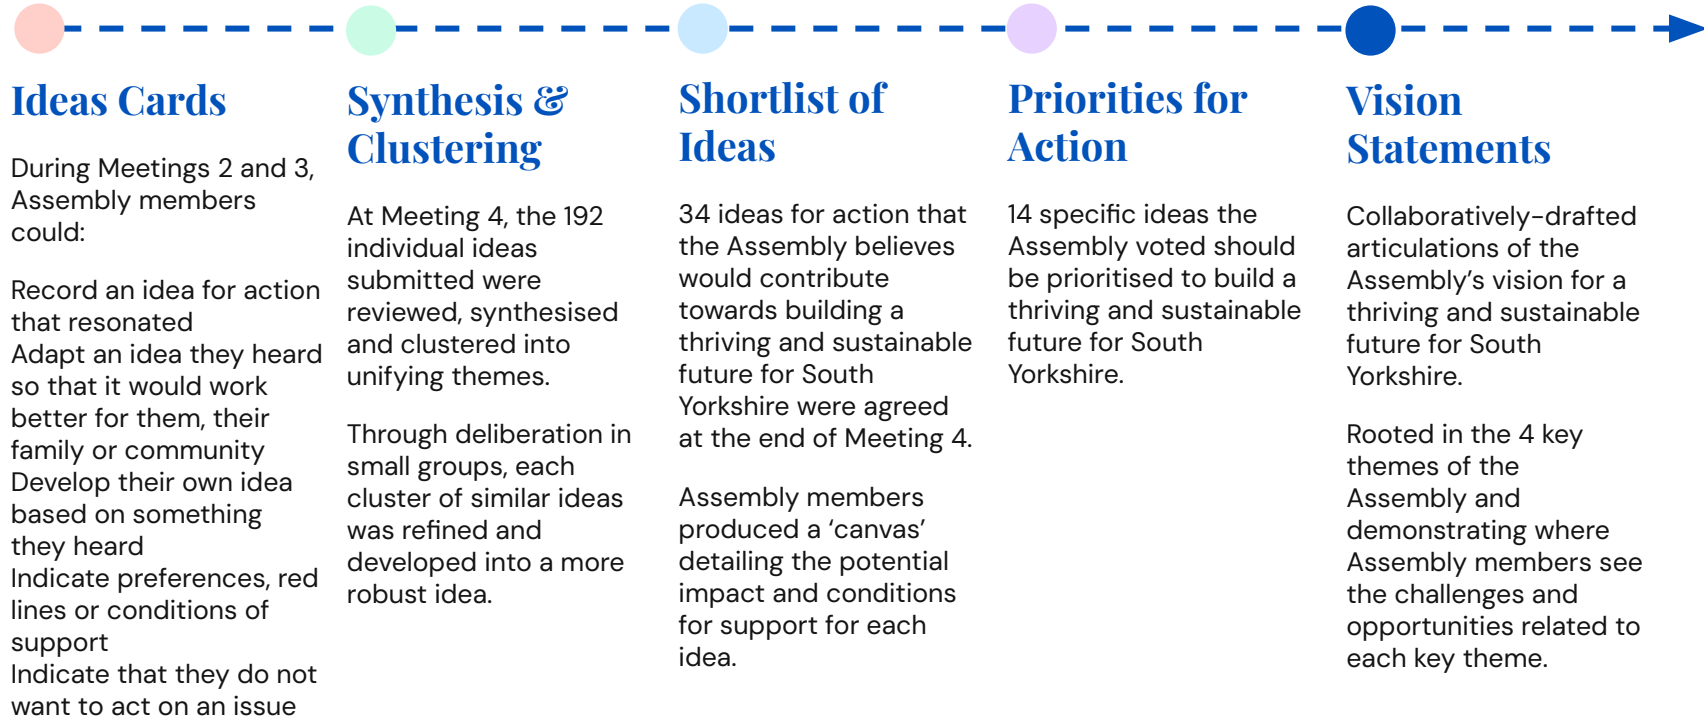 Ideas Cards
During Meetings 2 and 3,
Assembly members
could:
Record an idea for action
that resonated
Adapt an idea they heard
so that it would work
better for them, their
family or community
Develop their own idea
based on something
they heard
Indicate preferences, red
lines or conditions of
support
Indicate that they do not
want to act on an issue
Synthesis &
Clustering
At Meeting 4, the 192
individual ideas
submitted were
reviewed, synthesised
and clustered into
unifying themes.
Through deliberation in
small groups, each
cluster of similar ideas
was refined and
developed into a more
robust idea.
Shortlist of
Ideas
34 ideas for action that
the Assembly believes
would contribute
towards building a
thriving and sustainable
future for South
Yorkshire were agreed
at the end of Meeting 4.
Assembly members
produced a ‘canvas’
detailing the potential
impact and conditions
for support for each
idea.
Priorities for
Action
14 specific ideas the
Assembly voted should
be prioritised to build a
thriving and sustainable
future for South
Yorkshire.
Vision
Statements
Collaboratively-drafted
articulations of the
Assembly’s vision for a
thriving and sustainable
future for South
Yorkshire.
Rooted in the 4 key
themes of the
Assembly and
demonstrating where
Assembly members see
the challenges and
opportunities related to
each key theme.